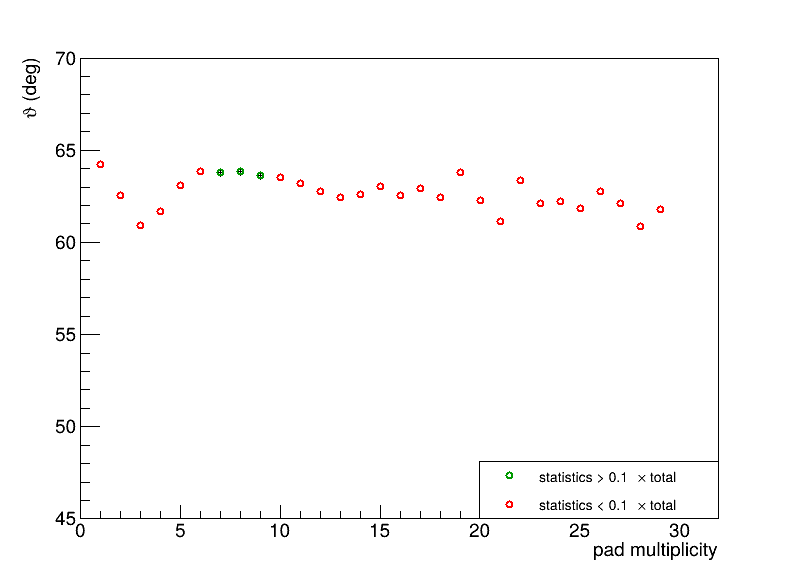 ϑ (deg)
70
65
60
55
50
45
0 5 10 15 20 25 30
pad multiplicity
statistics > 0.1 × total
statistics < 0.1 × total